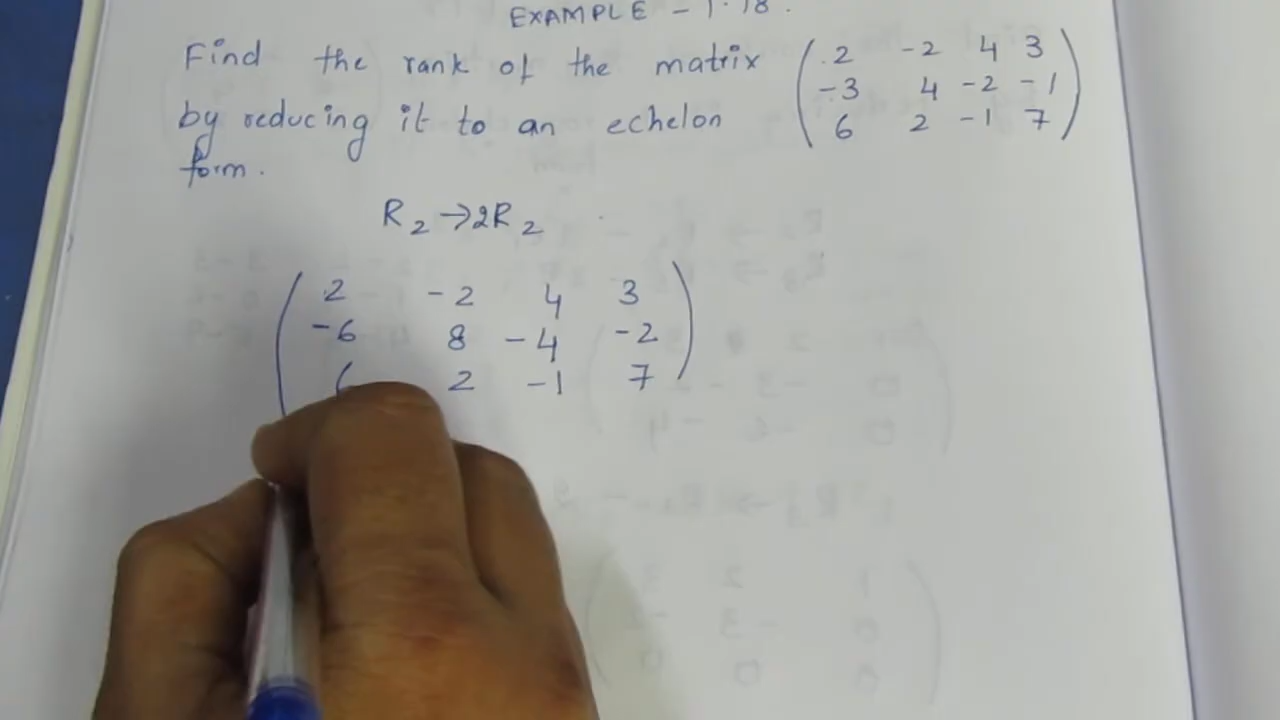 EXAMPLE - 1.18.
Find the rank of the matrix
by reducing it to an echelon
form.
2 -2 4 3
-3 4 -2 -1
6 2 -1 7
R2 → 2R2
2 -2 4 3
-6 8 -4 -2
2 -1 7